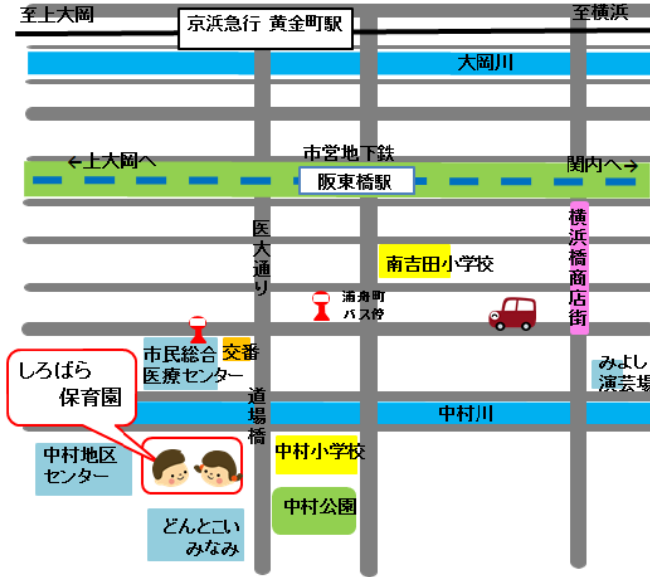 至上大岡
京浜急行 黄金町駅
至横浜
大岡川
市営地下鉄
←上大岡へ
関内へ→
阪東橋駅
医大通り
横浜橋商店街
南吉田小学校
浦舟町
バス停
市民総合
医療センター
交番
みよし
演芸場
しろばら
保育園
道場橋
中村川
中村地区
センター
中村小学校
中村公園
どんとこい
みなみ